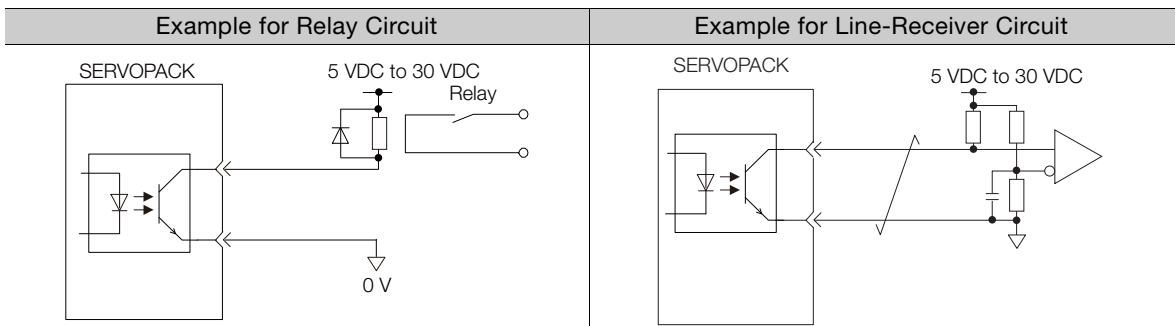 Example for Relay Circuit
Example for Line-Receiver Circuit
SERVOPACK
5 VDC to 30 VDC
Relay
0 V
SERVOPACK
5 VDC to 30 VDC